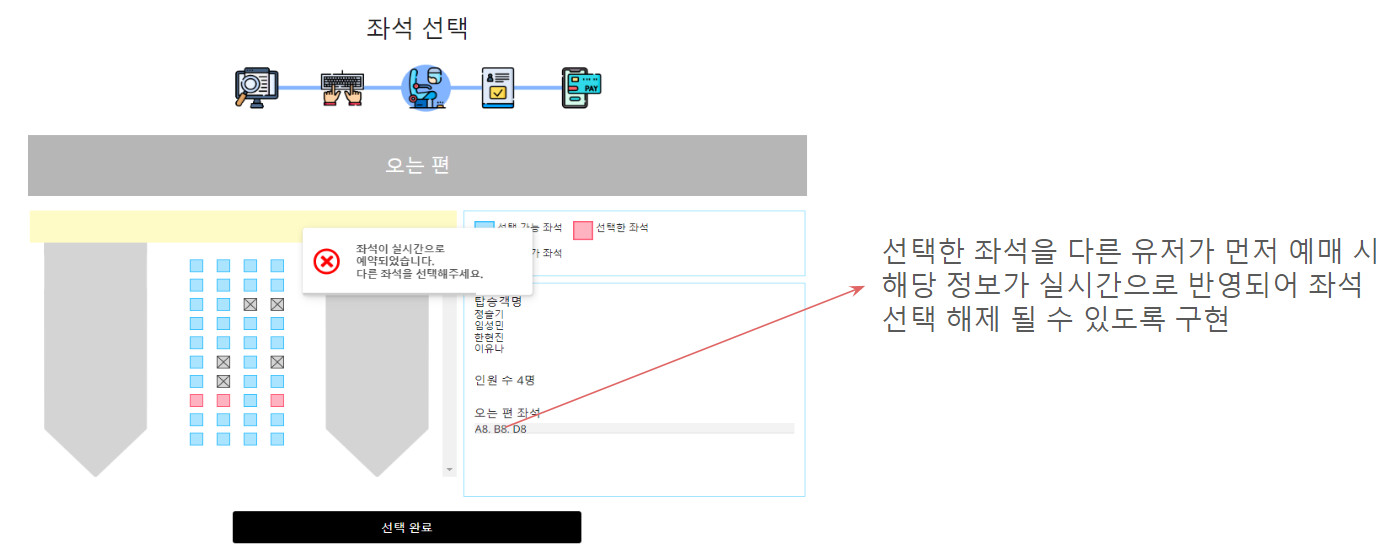 좌석 선택
PAY
오는 편
선택 가능 좌석
선택한 좌석
가 좌석
좌석이 실시간으로
예약되었습니다.
다른 좌석을 선택해주세요.
탑승객명
정슬기
임성민
한현진
이유나
인원 수 4명
오는 편 좌석
A8. B8. D8
선택 완료
선택한 좌석을 다른 유저가 먼저 예매 시
해당 정보가 실시간으로 반영되어 좌석
선택 해제 될 수 있도록 구현